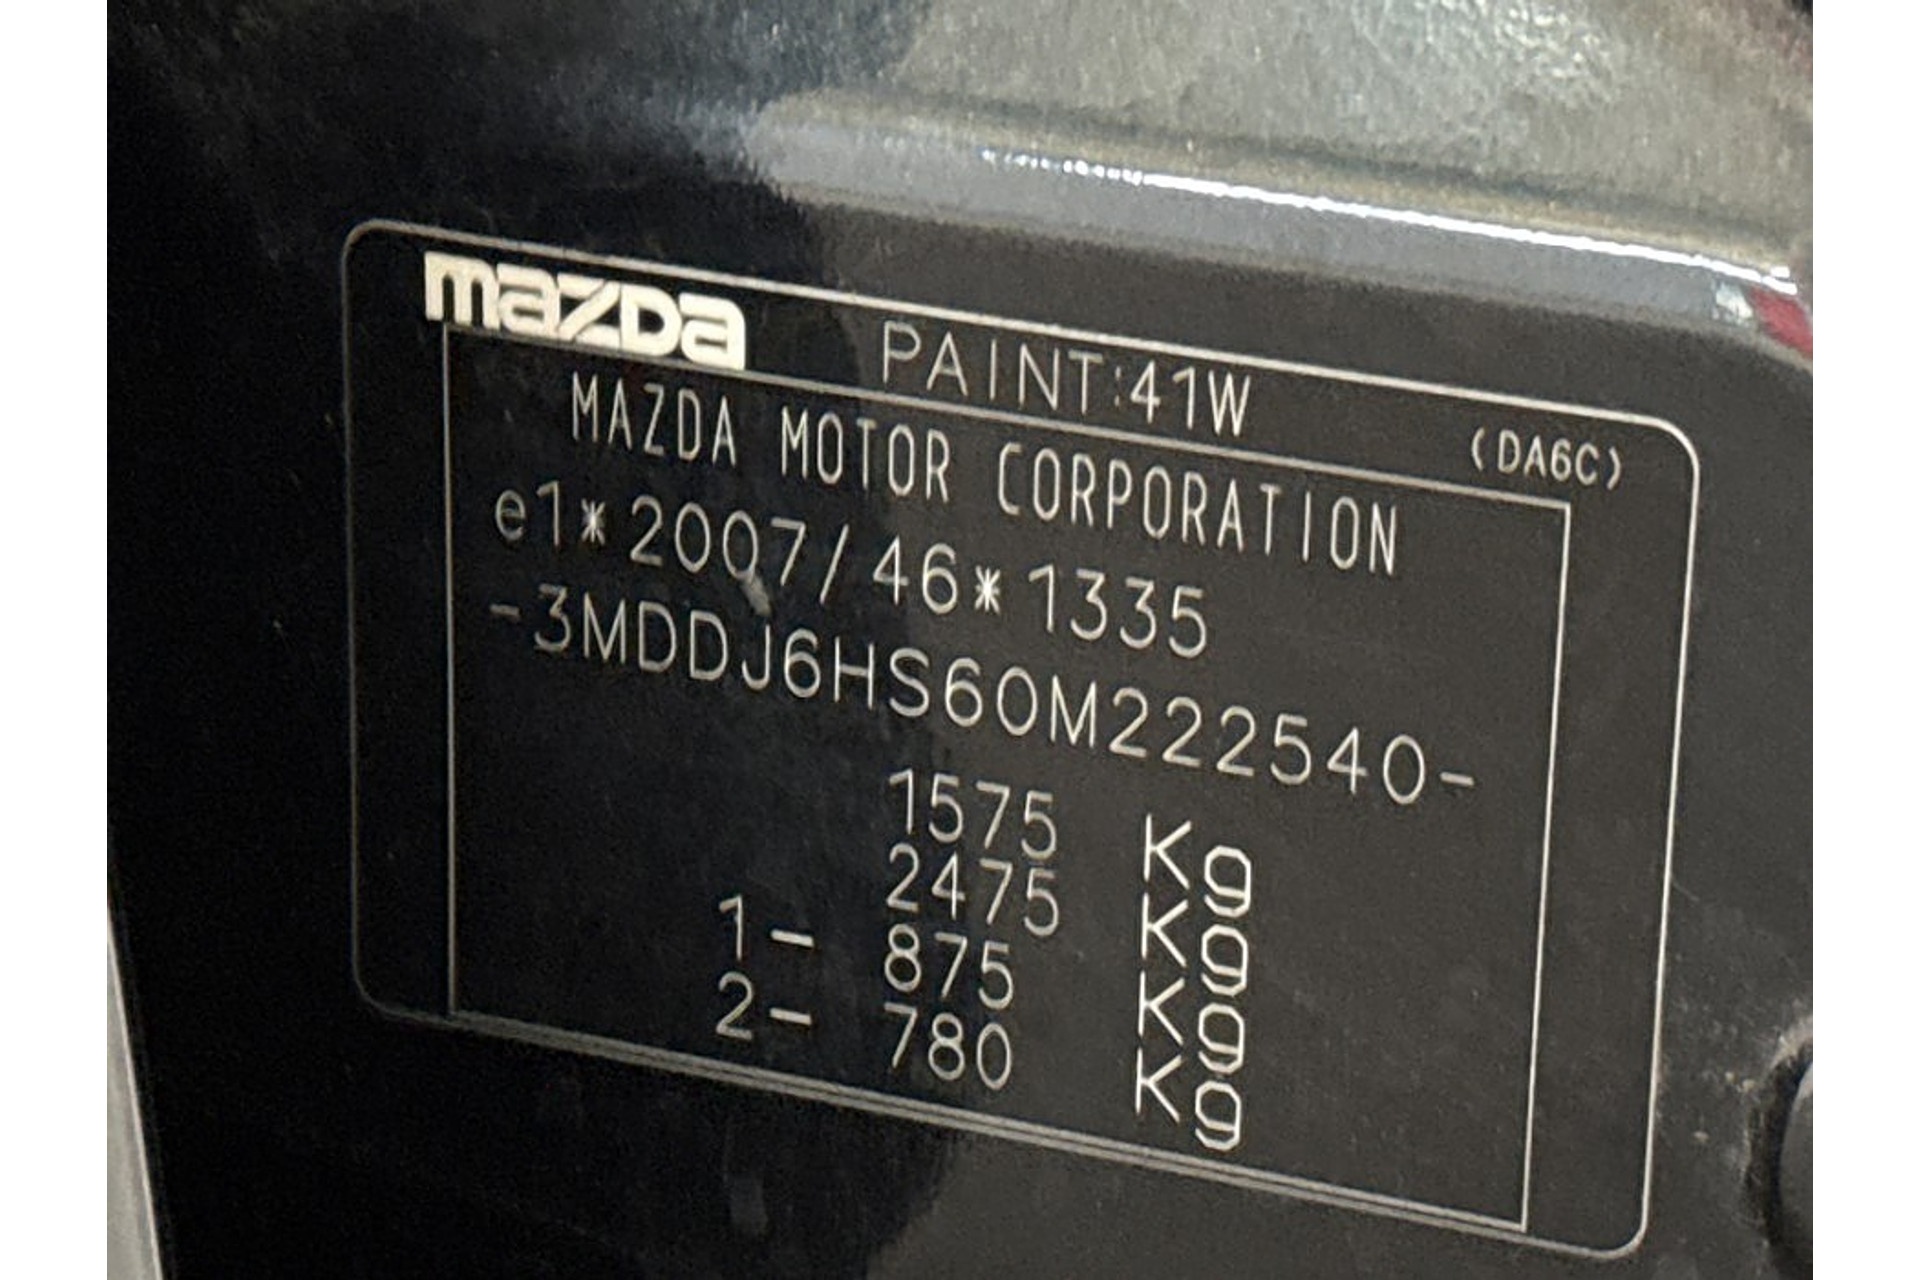 mazda PAINT:41W (DA6C)
MAZDA MOTOR CORPORATION
e1*2007/46*1335
-3MDDJ6HS60M222540-
1575 Kg
2475 Kg
1- 875 Kg
2- 780 Kg